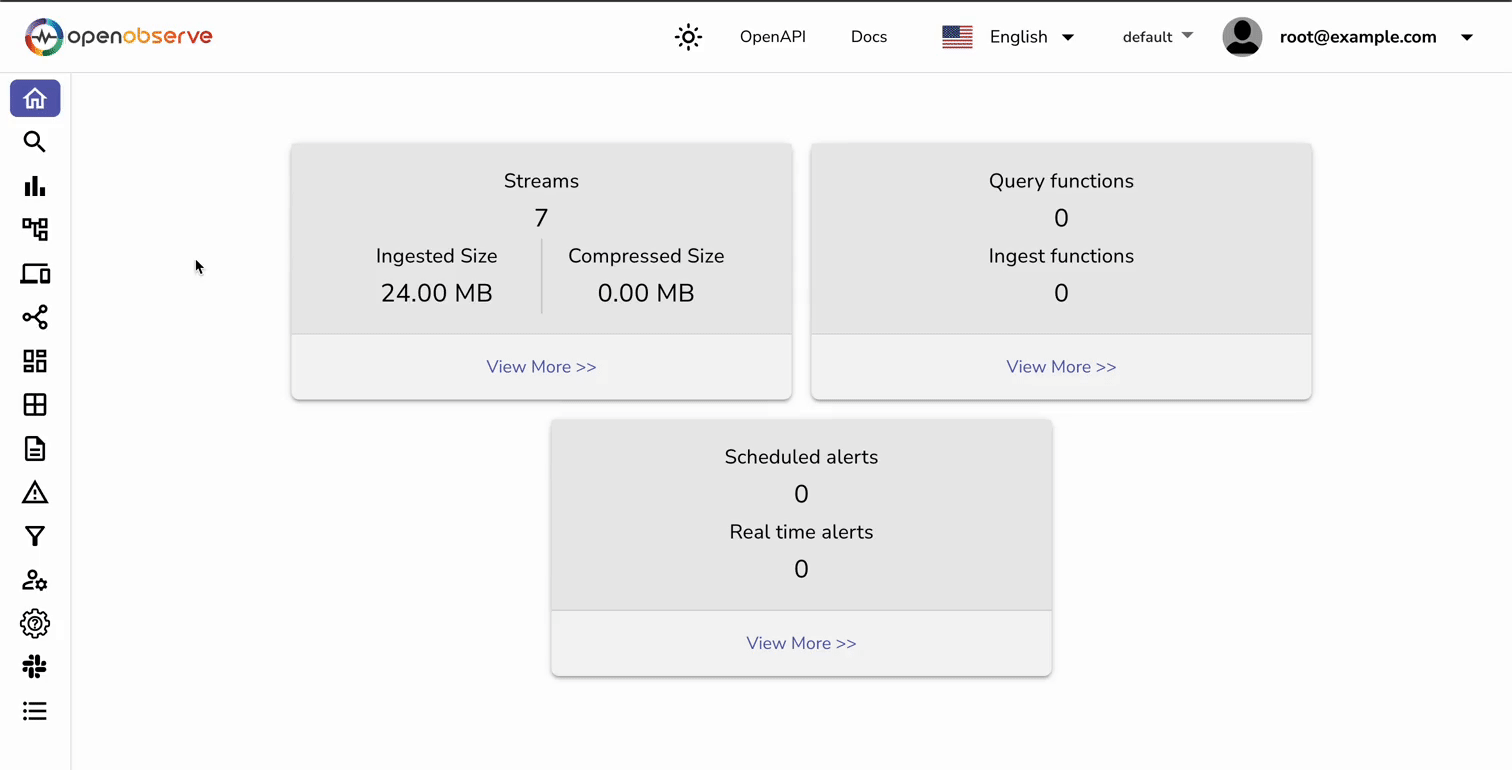 openobserve
OpenAPI
Docs
English
default
root@example.com
Streams
7
Ingested Size
24.00 MB
Compressed Size
0.00 MB
View More >>
Query functions
0
Ingest functions
0
View More >>
Scheduled alerts
0
Real time alerts
0
View More >>